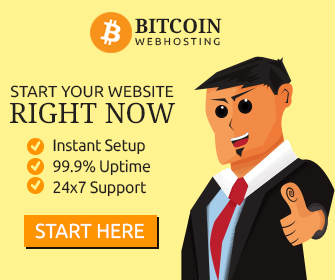 BITCOIN
WEBHOSTING
START YOUR WEBSITE
RIGHT NOW
Instant Setup
99.9% Uptime
24x7 Support
START HERE